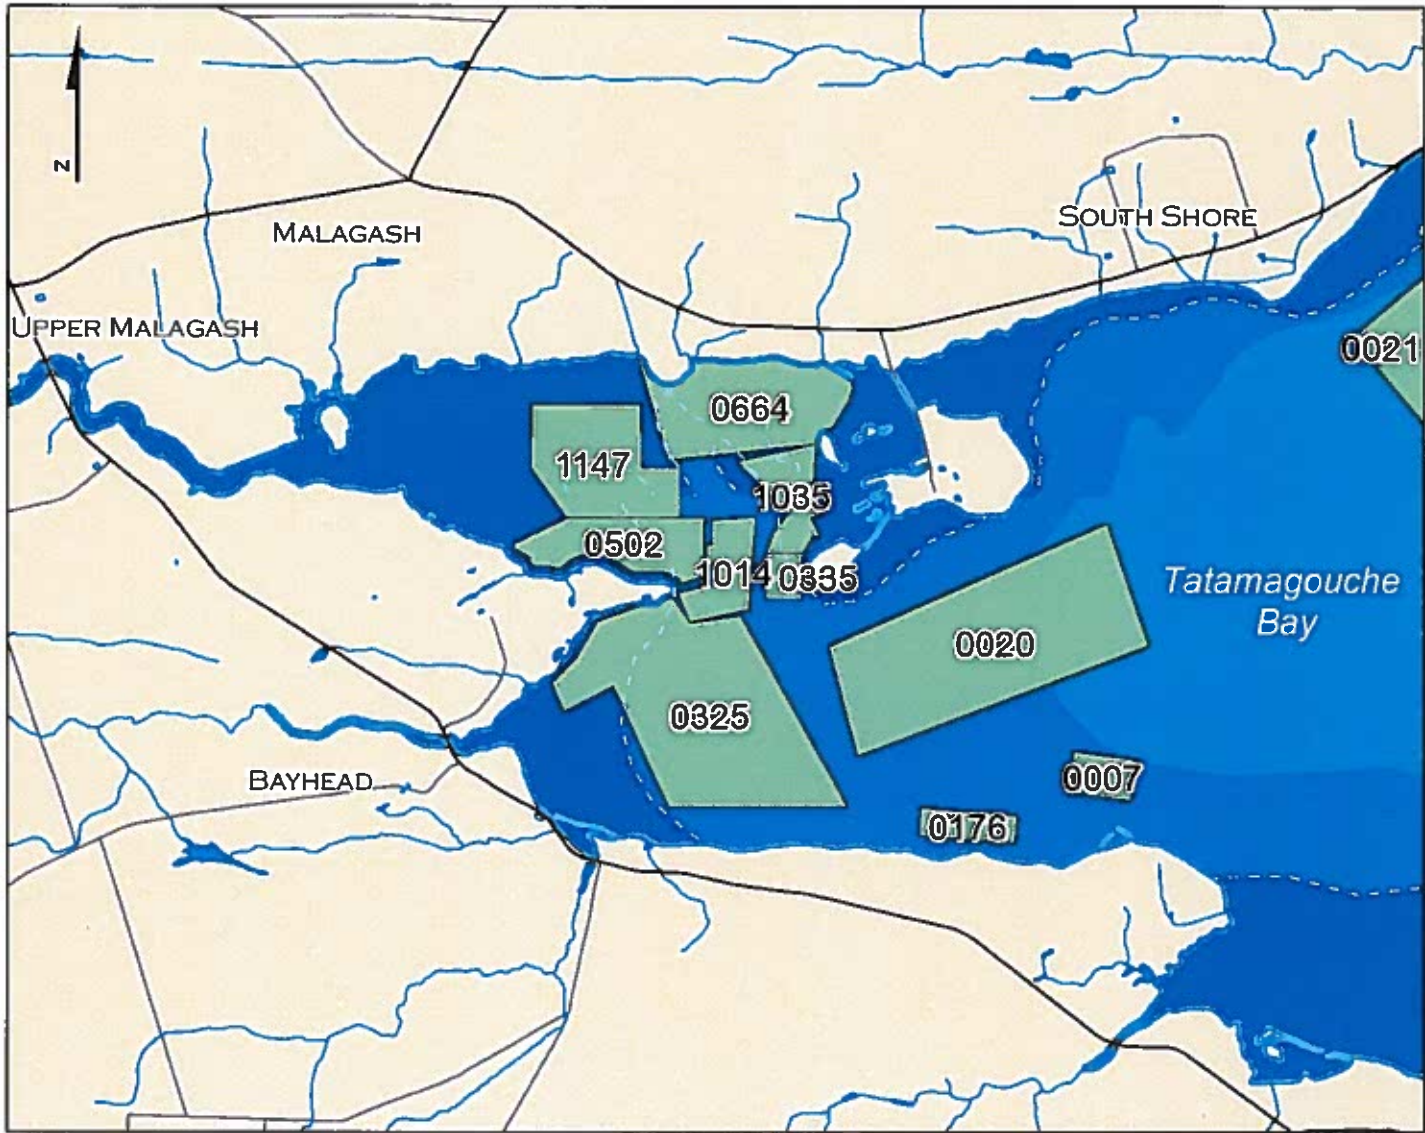 N
MALAGASH
SOUTH SHORE
UPPER MALAGASH
0021
0664
1147
1035
0502
1014
0335
Tatamagouche
Bay
0020
0325
BAYHEAD
0007
0176